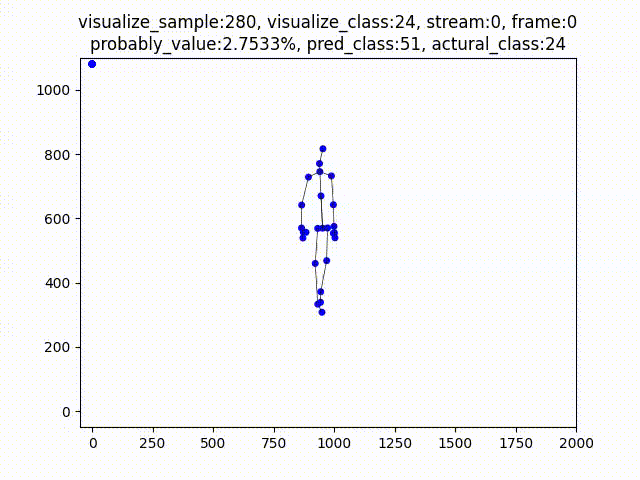 visualize_sample:280, visualize_class:24, stream:0, frame:0
probably_value:2.7533%, pred_class:51, actural_class:24
1000
800
600
400
200
0
0 250 500 750 1000 1250 1500 1750 2000